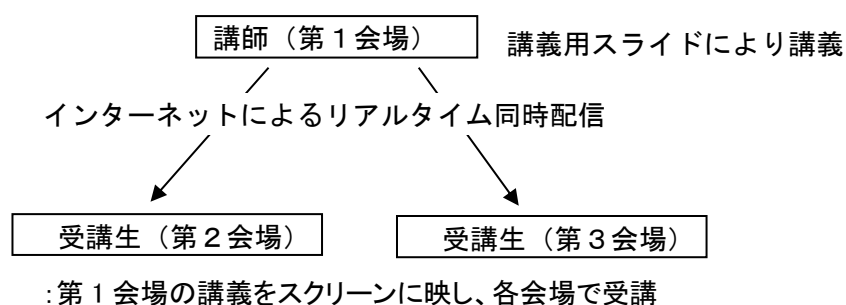 講師（第１会場）　講義用スライドにより講義
インターネットによるリアルタイム同時配信
受講生（第２会場）　受講生（第３会場）
：第１会場の講義をスクリーンに映し、各会場で受講